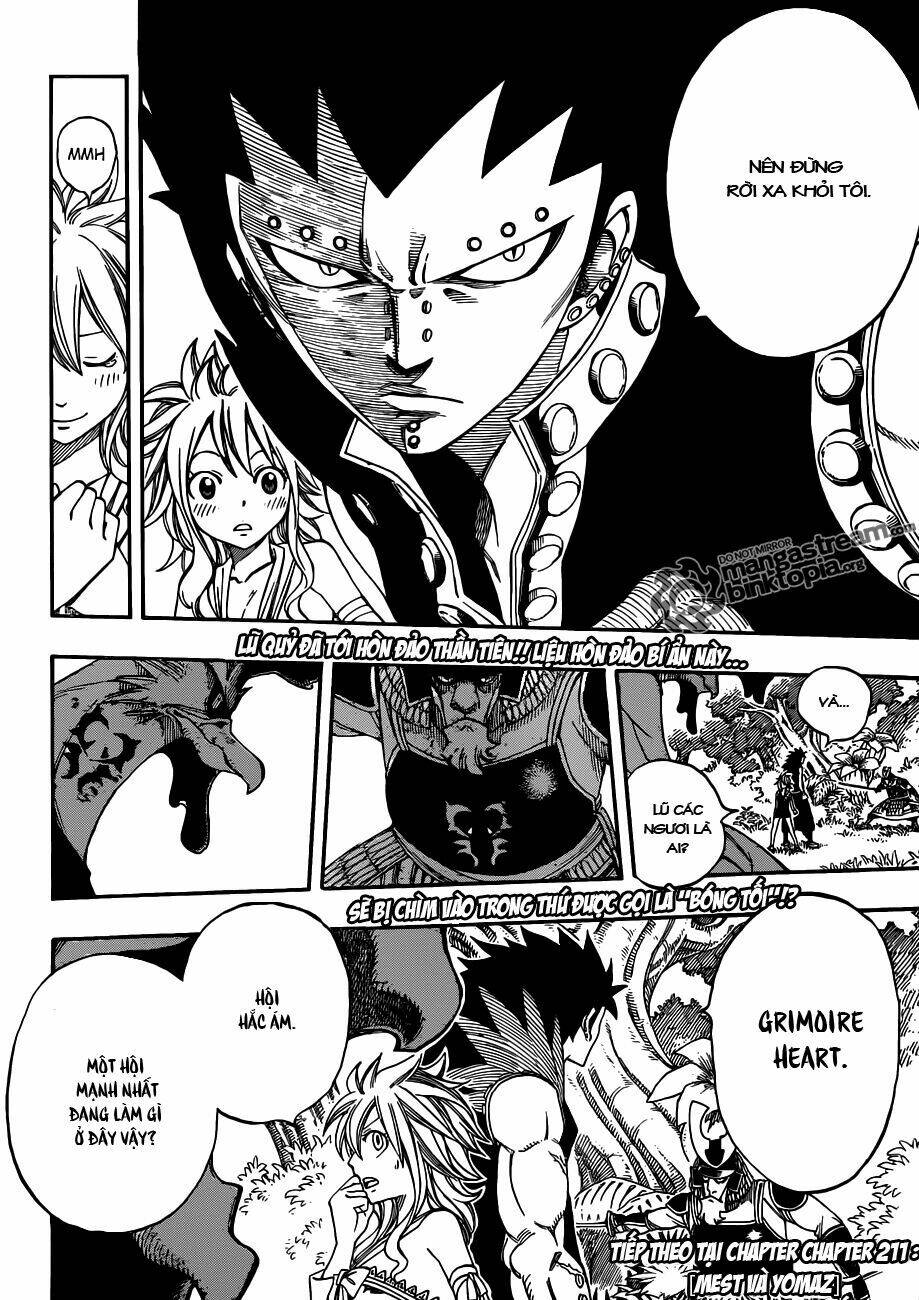 NÊN ĐỪNG
RỜI XA KHỎI TÔI.
MMH
DO NOT MIRROR
mangastream.com
binktopia.org
LŨ QUỶ ĐÃ TỚI HÒN ĐẢO THẦN TIÊN!! LIỆU HÒN ĐẢO BÍ ẨN NÀY...
VÀ...
LŨ CÁC
NGƯƠI LÀ
AI?
SẼ BỊ CHÌM VÀO TRONG THỨ ĐƯỢC GỌI LÀ "BÓNG TỐI"!?
GRIMOIRE
HEART.
HỘI
HẮC ÁM.
MỘT HỘI
MẠNH NHẤT
ĐANG LÀM GÌ
Ở ĐÂY VẬY?
TIẾP THEO TẠI CHAPTER CHAPTER 211 :
[MEST VÀ YOMAZ]